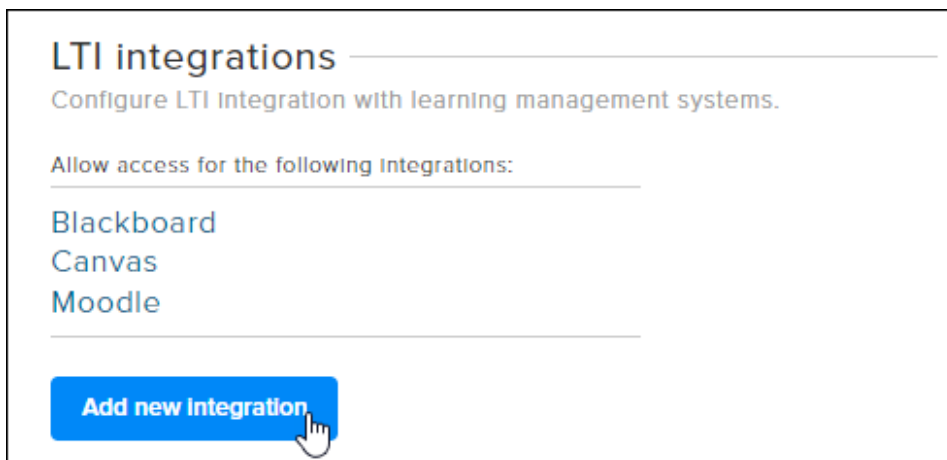 LTI integrations
Configure LTI integration with learning management systems.
Allow access for the following integrations:
Blackboard
Canvas
Moodle
Add new integration